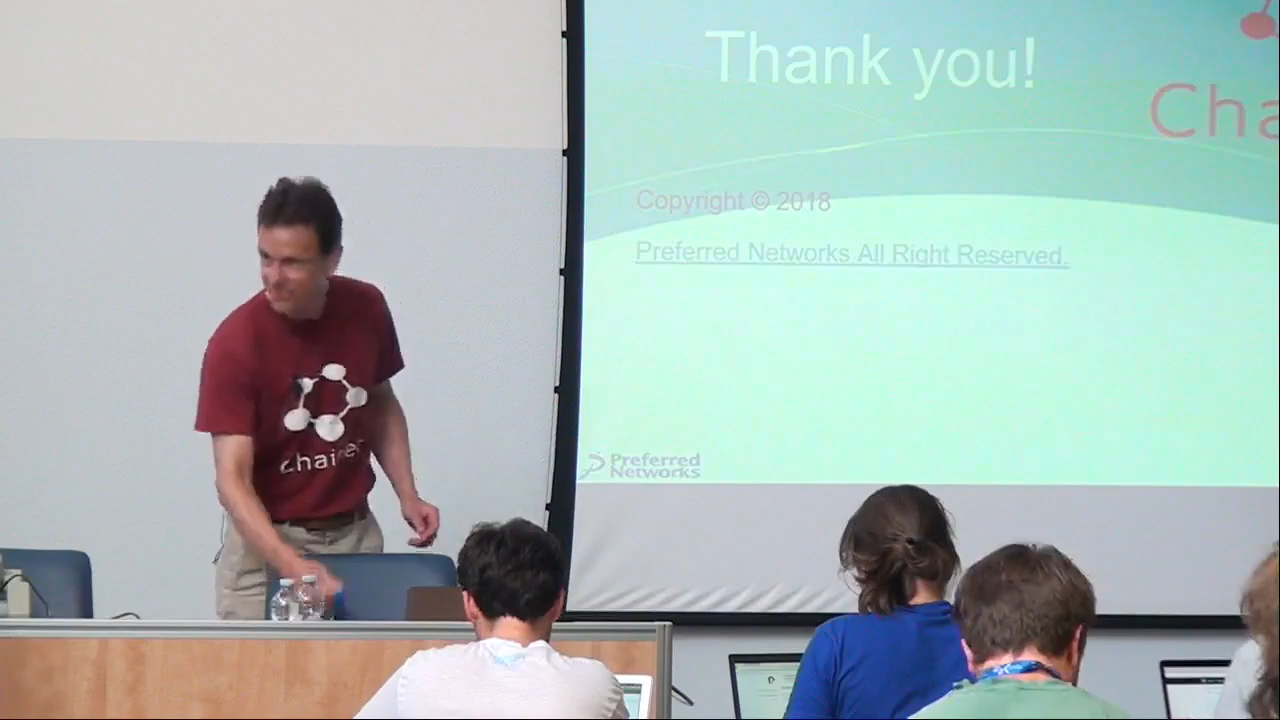 Thank you!
Cha
Copyright © 2018
Preferred Networks All Right Reserved.
Preferred
Networks
Chainer